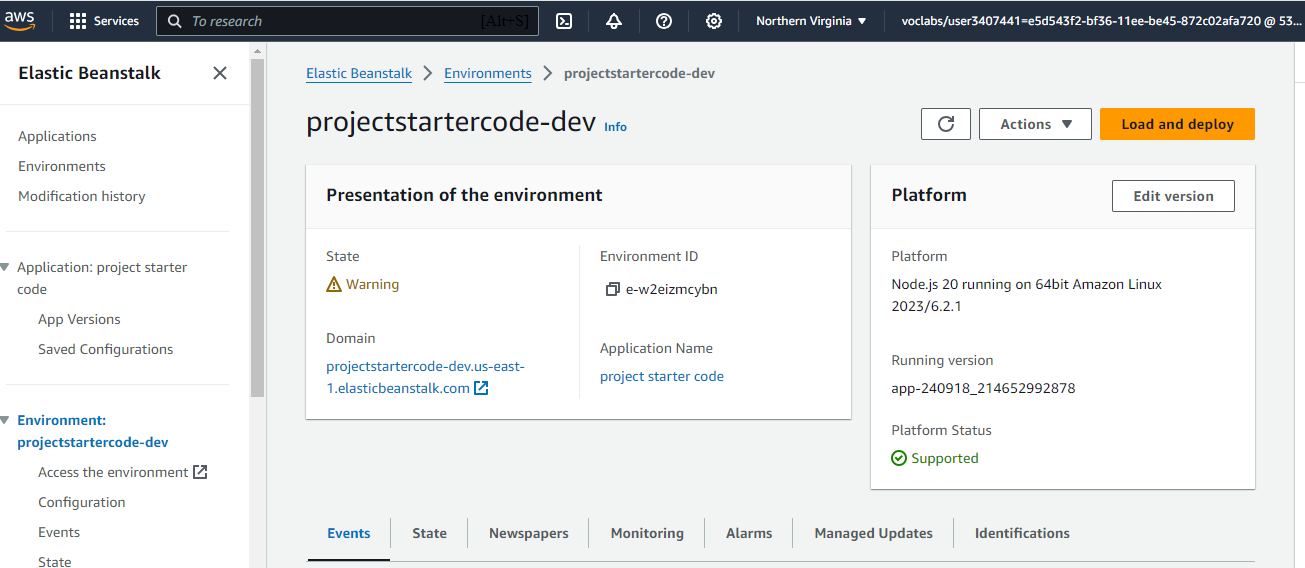 aws
Services
To research
[Alt+S]
Northern Virginia
voclabs/user3407441=e5d543f2-bf36-11ee-be45-872c02afa720 @ 53...
Elastic Beanstalk
Applications
Environments
Modification history
Application: project starter
code
App Versions
Saved Configurations
Environment:
projectstartercode-dev
Access the environment
Configuration
Events
State
Elastic Beanstalk
Environments
projectstartercode-dev
projectstartercode-dev
Info
Actions
Load and deploy
Presentation of the environment
State
Warning
Domain
projectstartercode-dev.us-east-
1.elasticbeanstalk.com
Environment ID
e-w2eizmcybn
Application Name
project starter code
Platform
Edit version
Platform
Node.js 20 running on 64bit Amazon Linux
2023/6.2.1
Running version
app-240918_214652992878
Platform Status
Supported
Events
State
Newspapers
Monitoring
Alarms
Managed Updates
Identifications